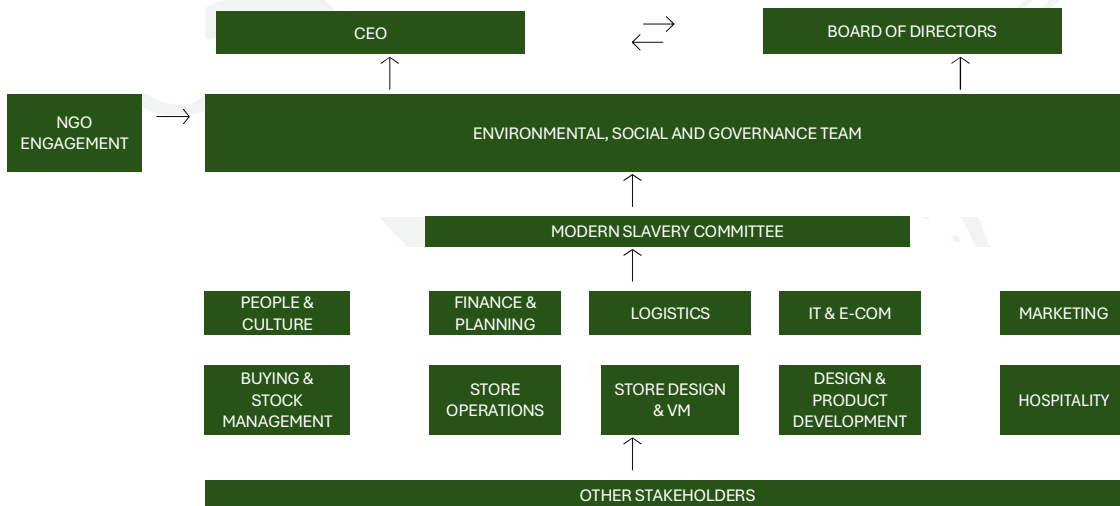 CEO
BOARD OF DIRECTORS
NGO
ENGAGEMENT
ENVIRONMENTAL, SOCIAL AND GOVERNANCE TEAM
MODERN SLAVERY COMMITTEE
PEOPLE &
CULTURE
FINANCE &
PLANNING
LOGISTICS
IT & E-COM
MARKETING
BUYING &
STOCK
MANAGEMENT
STORE
OPERATIONS
STORE DESIGN
& VM
DESIGN &
PRODUCT
DEVELOPMENT
HOSPITALITY
OTHER STAKEHOLDERS